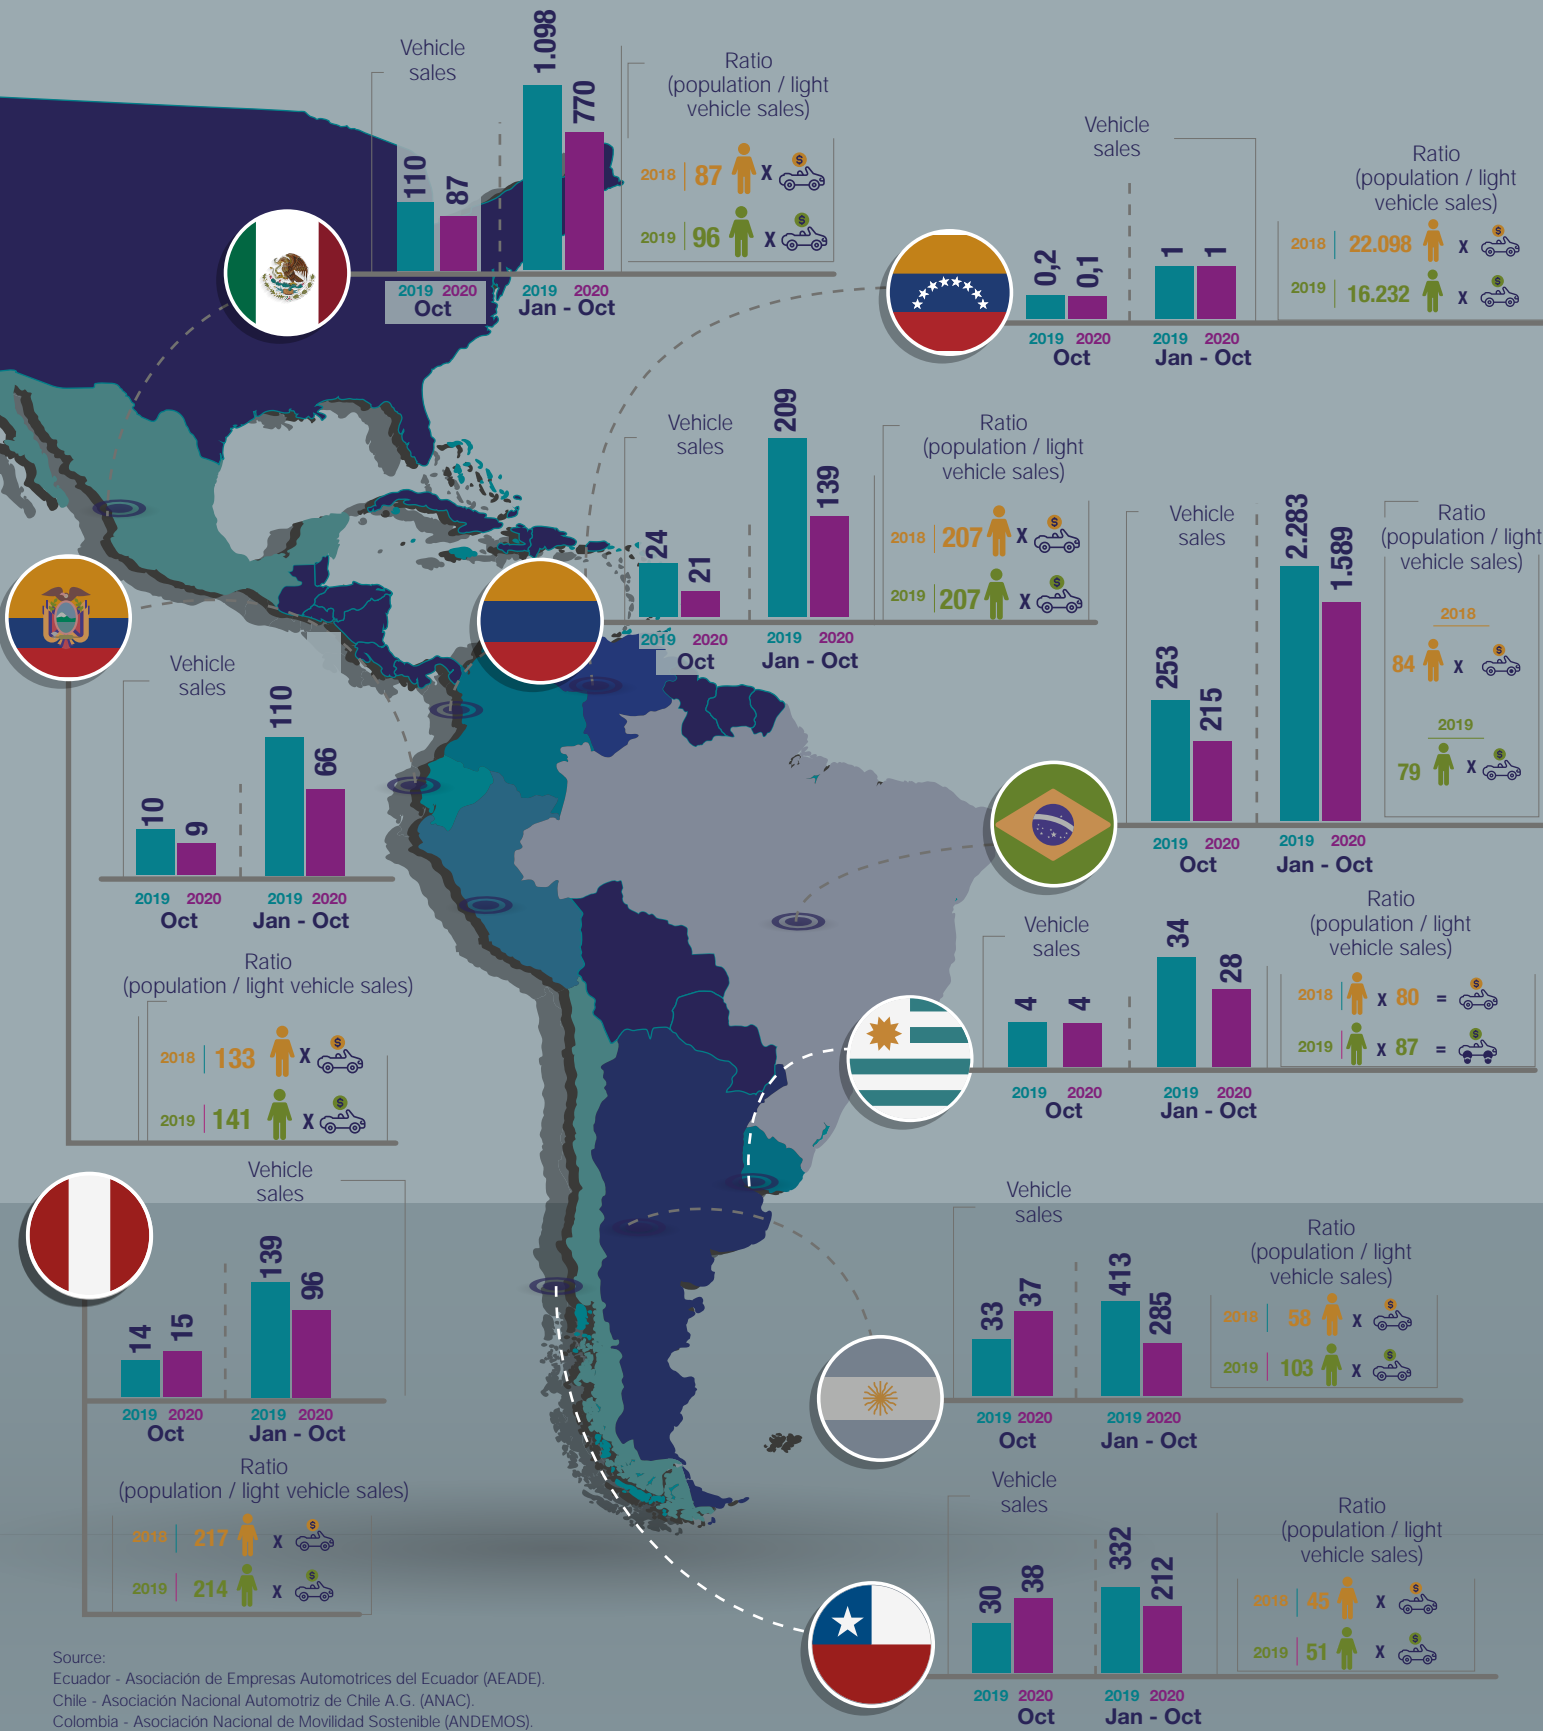 Vehicle
sales
110
87
1.098
770
2019 2020
Oct
2019 2020
Jan - Oct
Ratio
(population / light
vehicle sales)
2018 87 X $
2019 96 X $
Vehicle
sales
0,2
0,1
1
1
2019 2020
Oct
2019 2020
Jan - Oct
Ratio
(population / light
vehicle sales)
2018 22.098 X $
2019 16.232 X $
Vehicle
sales
24
21
209
139
2019 2020
Oct
2019 2020
Jan - Oct
Ratio
(population / light
vehicle sales)
2018 207 X $
2019 207 X $
Vehicle
sales
253
215
2.283
1.589
2019 2020
Oct
2019 2020
Jan - Oct
Ratio
(population / light
vehicle sales)
2018
84 X $
2019
79 X $
Vehicle
sales
10
9
110
66
2019 2020
Oct
2019 2020
Jan - Oct
Ratio
(population / light vehicle sales)
2018 133 X $
2019 141 X $
Vehicle
sales
4
4
34
28
2019 2020
Oct
2019 2020
Jan - Oct
Ratio
(population / light
vehicle sales)
2018 X 80 = $
2019 X 87 = $
Vehicle
sales
14
15
139
96
2019 2020
Oct
2019 2020
Jan - Oct
Ratio
(population / light vehicle sales)
2018 217 X $
2019 214 X $
Vehicle
sales
33
37
413
285
2019 2020
Oct
2019 2020
Jan - Oct
Ratio
(population / light
vehicle sales)
2018 58 X $
2019 103 X $
Vehicle
sales
30
38
332
212
2019 2020
Oct
2019 2020
Jan - Oct
Ratio
(population / light
vehicle sales)
2018 45 X $
2019 51 X $
Source:
Ecuador - Asociación de Empresas Automotrices del Ecuador (AEADE).
Chile - Asociación Nacional Automotriz de Chile A.G. (ANAC).
Colombia - Asociación Nacional de Movilidad Sostenible (ANDEMOS).